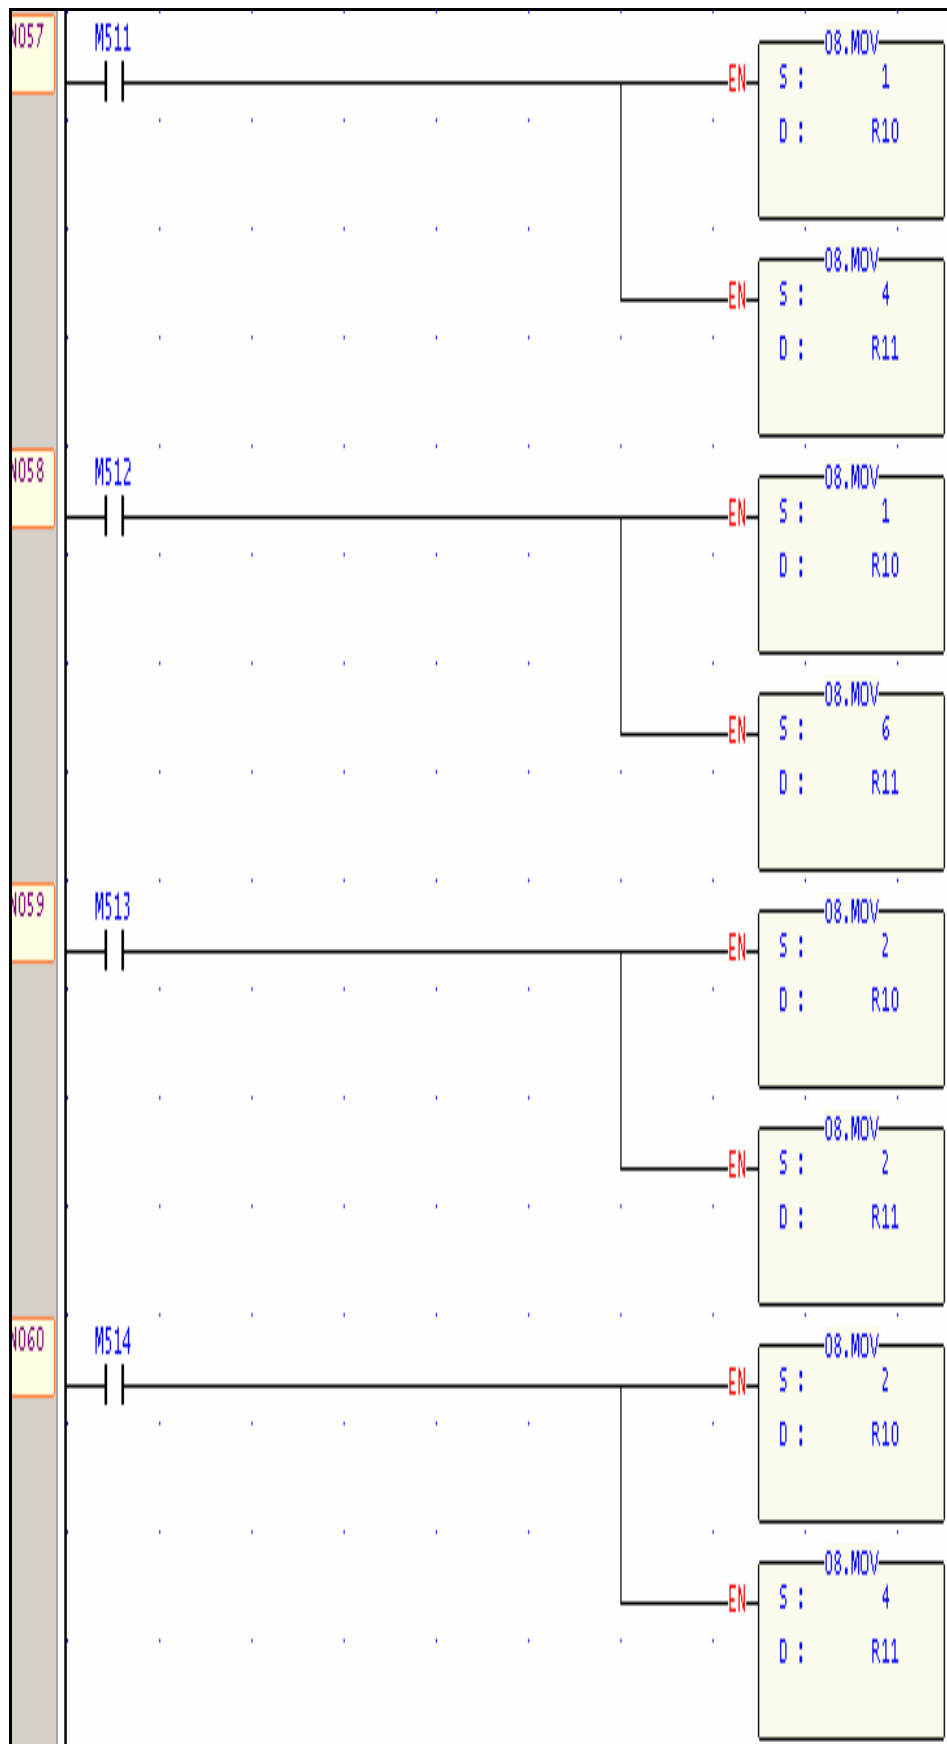 N057
M511
08.MOV
EN
S : 1
D : R10
08.MOV
EN
S : 4
D : R11
N058
M512
08.MOV
EN
S : 1
D : R10
08.MOV
EN
S : 6
D : R11
N059
M513
08.MOV
EN
S : 2
D : R10
08.MOV
EN
S : 2
D : R11
N060
M514
08.MOV
EN
S : 2
D : R10
08.MOV
EN
S : 4
D : R11